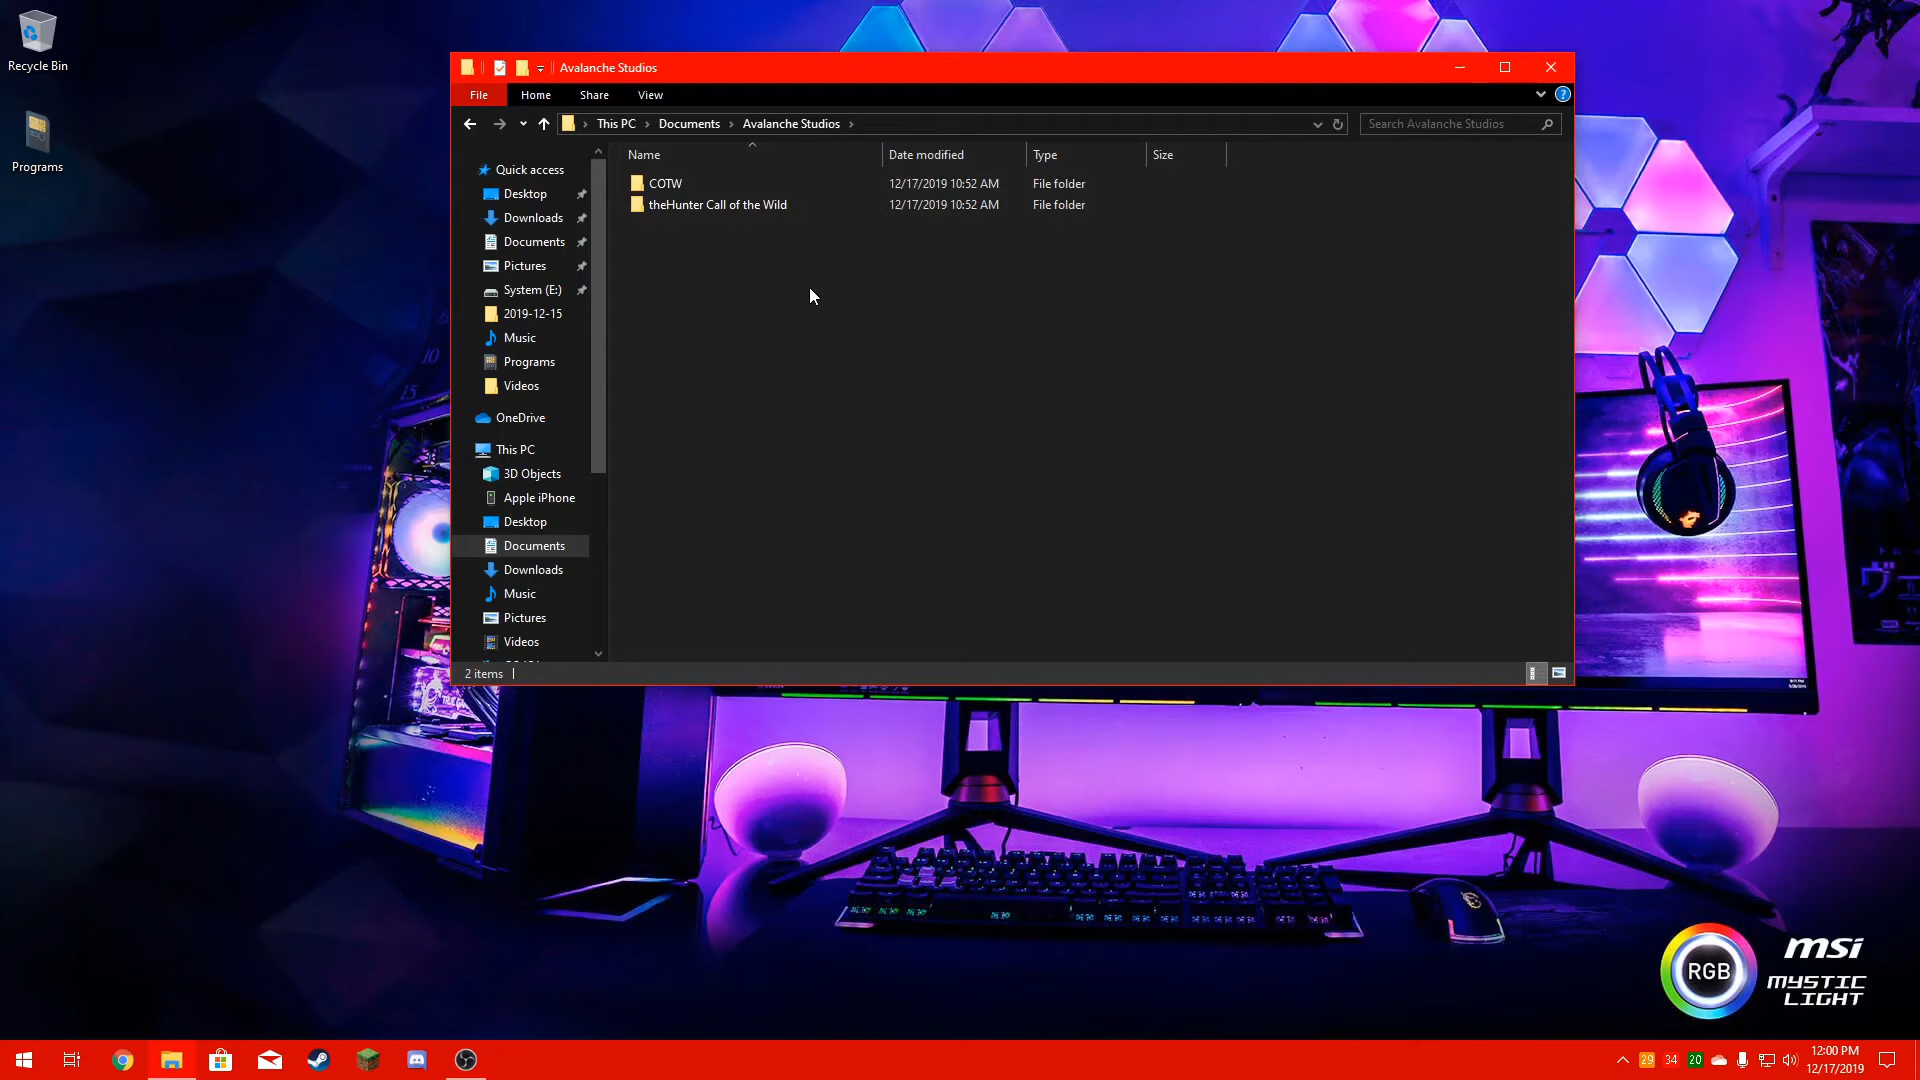 Recycle Bin
Programs
Avalanche Studios
File Home Share View
This PC Documents Avalanche Studios
Search Avalanche Studios
Name Date modified Type Size
COTW 12/17/2019 10:52 AM File folder
theHunter Call of the Wild 12/17/2019 10:52 AM File folder
Quick access
Desktop
Downloads
Documents
Pictures
System (E:)
2019-12-15
Music
Programs
Videos
OneDrive
This PC
3D Objects
Apple iPhone
Desktop
Documents
Downloads
Music
Pictures
Videos
2 items
10
15
RGB
msi
MYSTIC
LIGHT
29 34 20
12:00 PM
12/17/2019